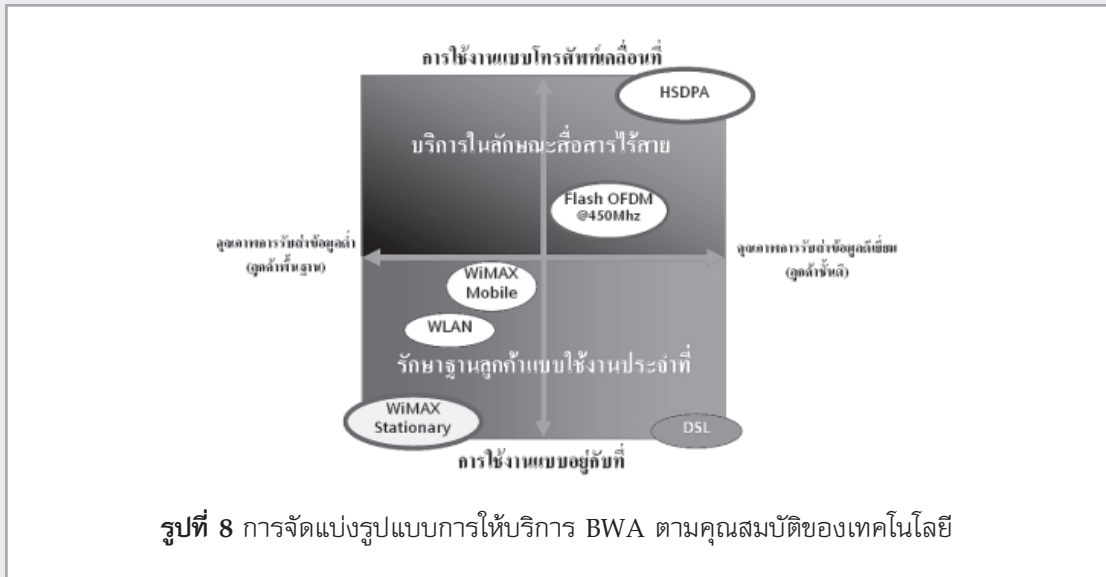 การใช้งานแบบโทรศัพท์เคลื่อนที่
HSDPA
บริการในลักษณะสื่อสารไร้สาย
Flash OFDM
@450Mhz
คุณภาพการรับส่งข้อมูลต่ำ
(ลูกค้าพื้นฐาน)
คุณภาพการรับส่งข้อมูลดีเยี่ยม
(ลูกค้าชั้นดี)
WiMAX
Mobile
WLAN
รักษาฐานลูกค้าแบบใช้งานประจำที่
WiMAX
Stationary
DSL
การใช้งานแบบอยู่กับที่
รูปที่ 8 การจัดแบ่งรูปแบบการให้บริการ BWA ตามคุณสมบัติของเทคโนโลยี